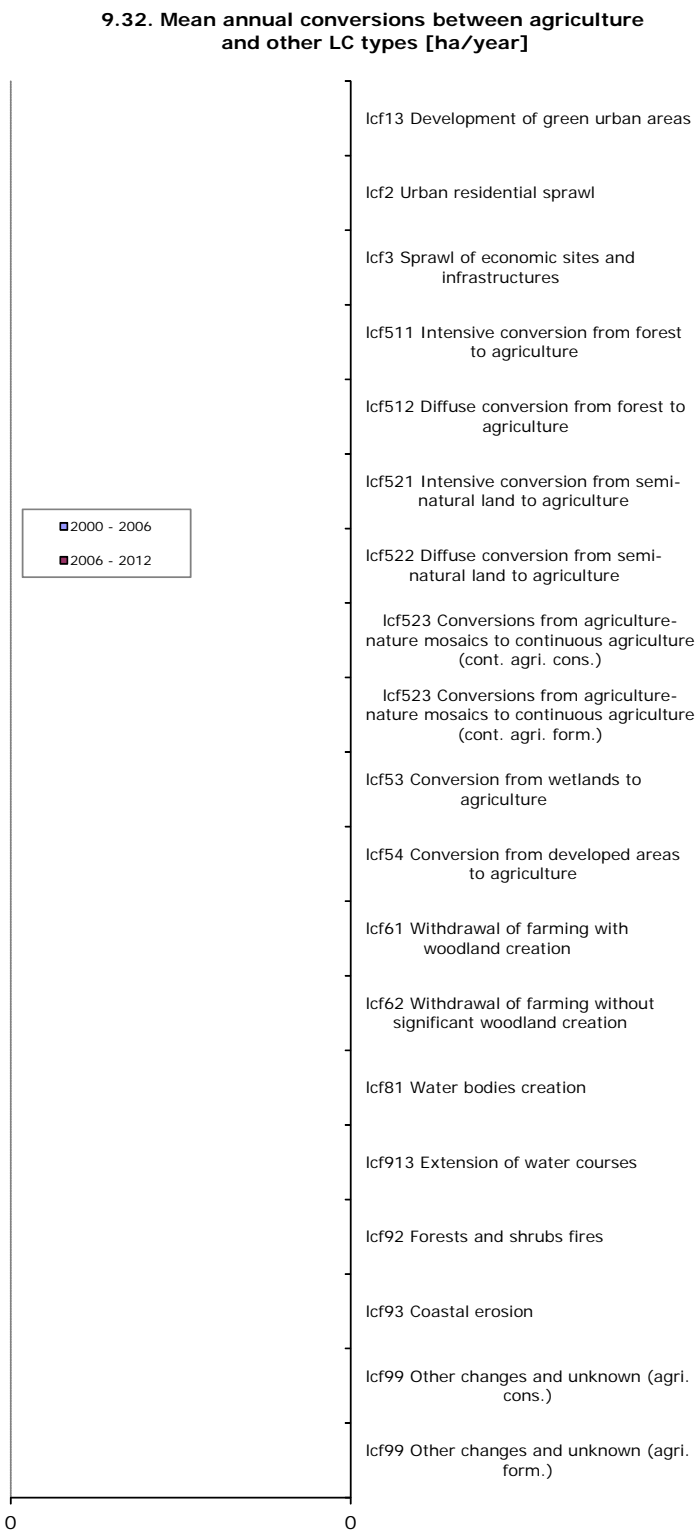 9.32. Mean annual conversions between agriculture
and other LC types [ha/year]
lcf13 Development of green urban areas
lcf2 Urban residential sprawl
lcf3 Sprawl of economic sites and
infrastructures
lcf511 Intensive conversion from forest
to agriculture
lcf512 Diffuse conversion from forest to
agriculture
lcf521 Intensive conversion from semi-
natural land to agriculture
2000 - 2006
2006 - 2012
lcf522 Diffuse conversion from semi-
natural land to agriculture
lcf523 Conversions from agriculture-
nature mosaics to continuous agriculture
(cont. agri. cons.)
lcf523 Conversions from agriculture-
nature mosaics to continuous agriculture
(cont. agri. form.)
lcf53 Conversion from wetlands to
agriculture
lcf54 Conversion from developed areas
to agriculture
lcf61 Withdrawal of farming with
woodland creation
lcf62 Withdrawal of farming without
significant woodland creation
lcf81 Water bodies creation
lcf913 Extension of water courses
lcf92 Forests and shrubs fires
lcf93 Coastal erosion
lcf99 Other changes and unknown (agri.
cons.)
lcf99 Other changes and unknown (agri.
form.)
0 0